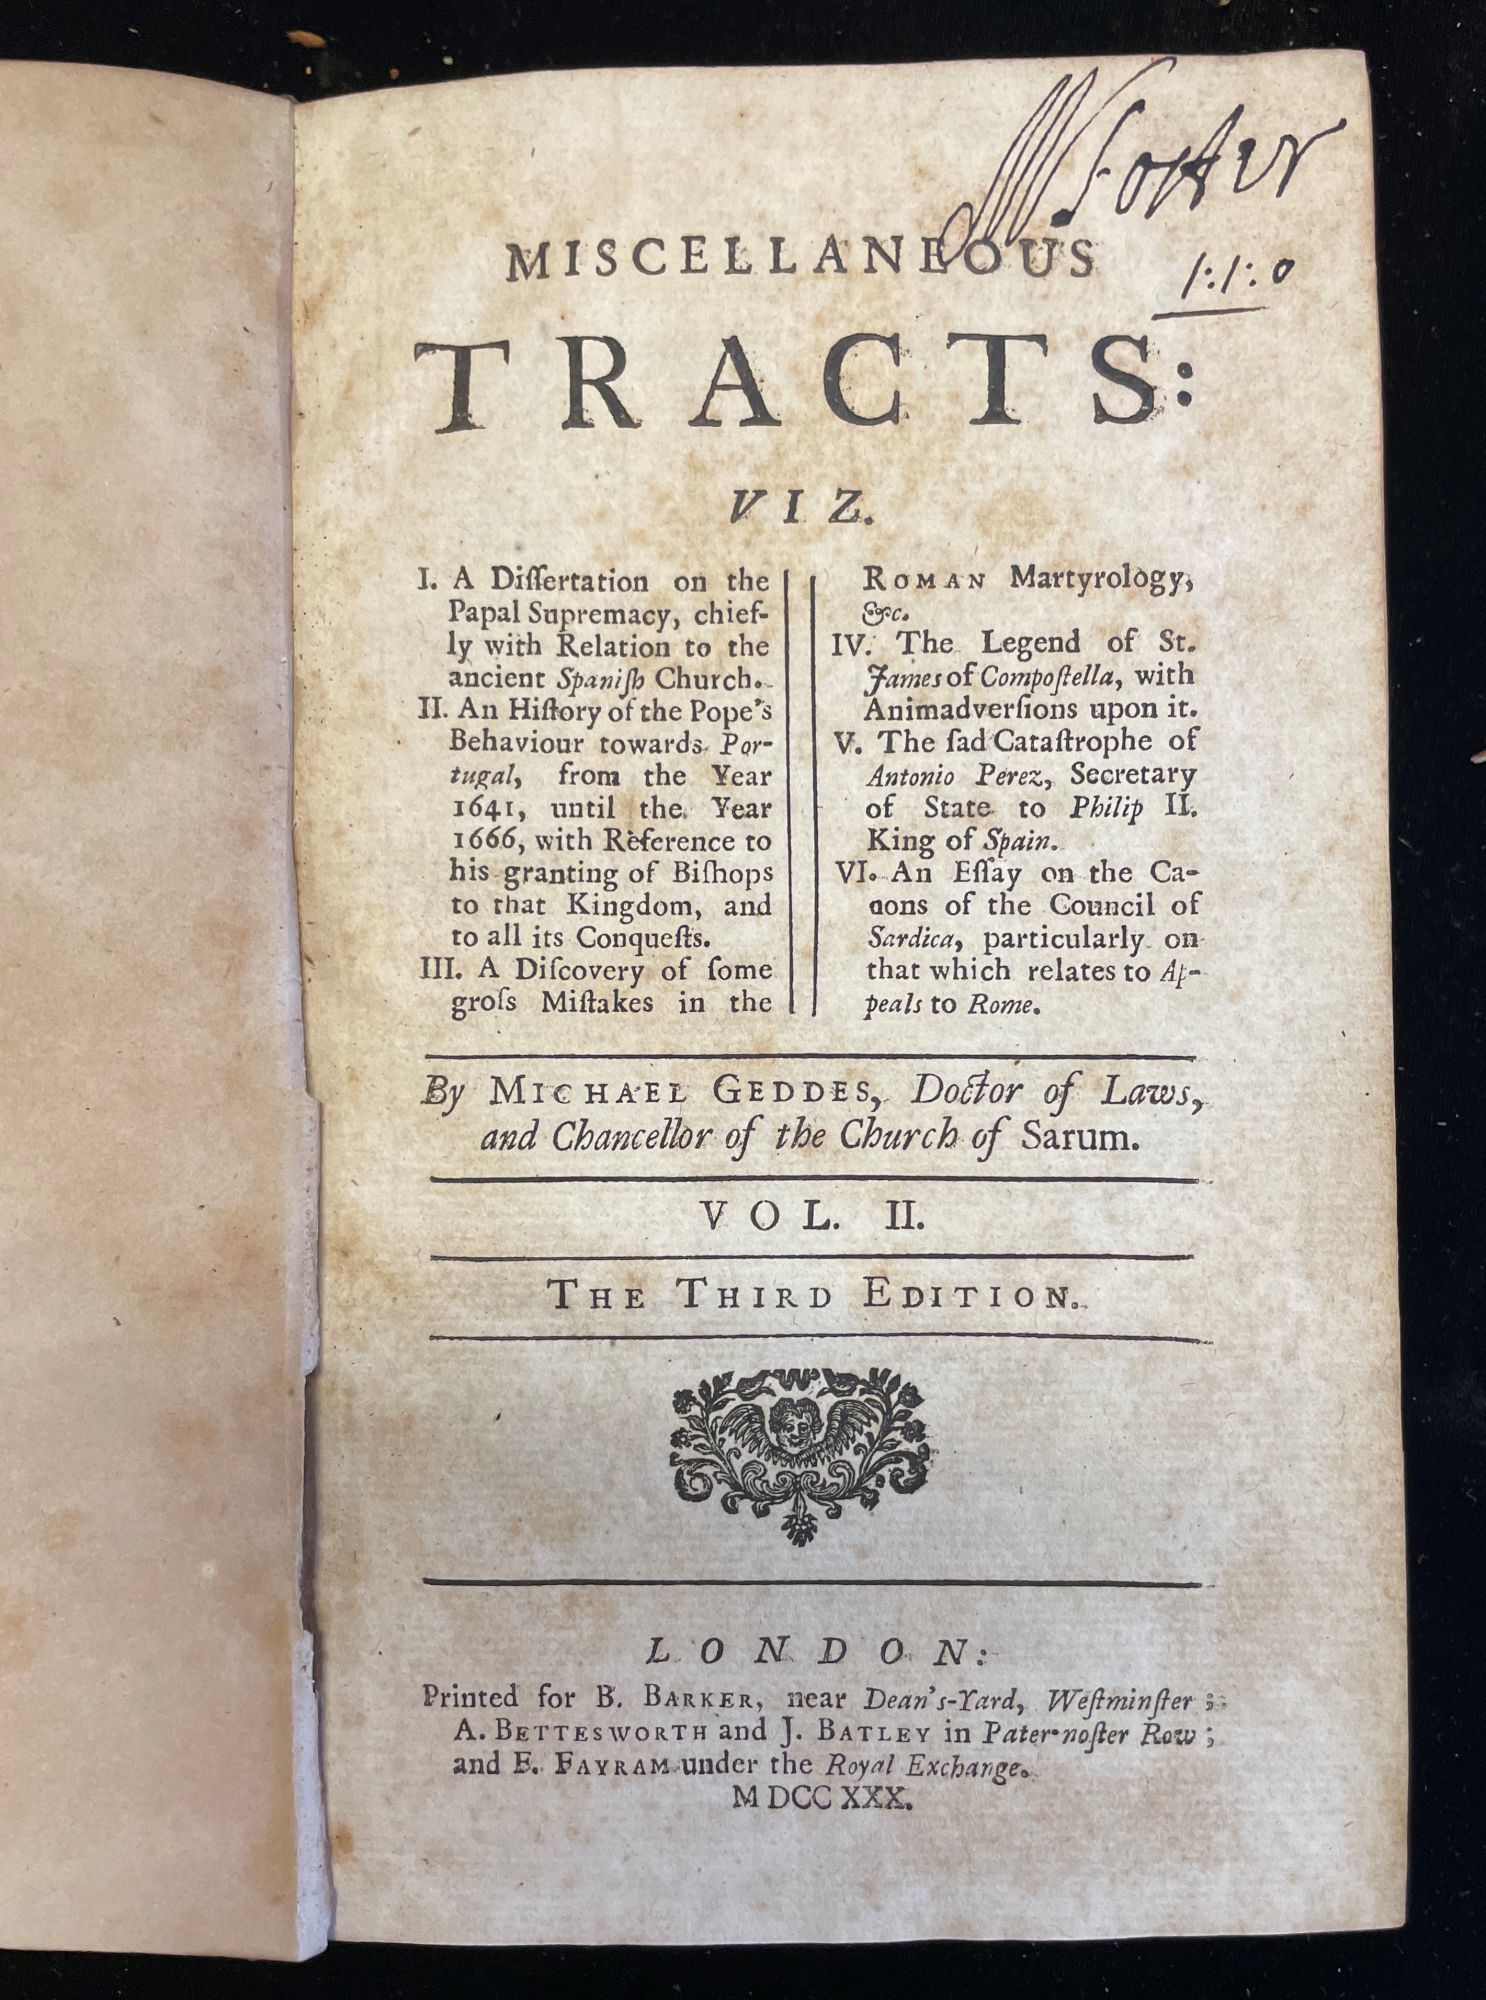 Foster
1:1:0
MISCELLANEOUS
TRACTS:
VIZ.
I. A Diſſertation on the
Papal Supremacy, chief-
ly with Relation to the
ancient Spaniſh Church.
II. An Hiſtory of the Pope's
Behaviour towards Por-
tugal, from the Year
1641, until the Year
1666, with Reference to
his granting of Biſhops
to that Kingdom, and
to all its Conqueſts.
III. A Diſcovery of ſome
groſs Miſtakes in the
ROMAN Martyrology,
&c.
IV. The Legend of St.
James of Compoſtella, with
Animadverſions upon it.
V. The ſad Cataſtrophe of
Antonio Perez, Secretary
of State to Philip II.
King of Spain.
VI. An Eſſay on the Ca-
nons of the Council of
Sardica, particularly on
that which relates to Ap-
peals to Rome.
By MICHAEL GEDDES, Doctor of Laws,
and Chancellor of the Church of Sarum.
VOL. II.
THE THIRD EDITION.
LONDON:
Printed for B. BARKER, near Dean's-Yard, Weſtminſter;
A. BETTESWORTH and J. BATLEY in Pater-noſter Row;
and E. FAYRAM under the Royal Exchange.
MDCCXXX.